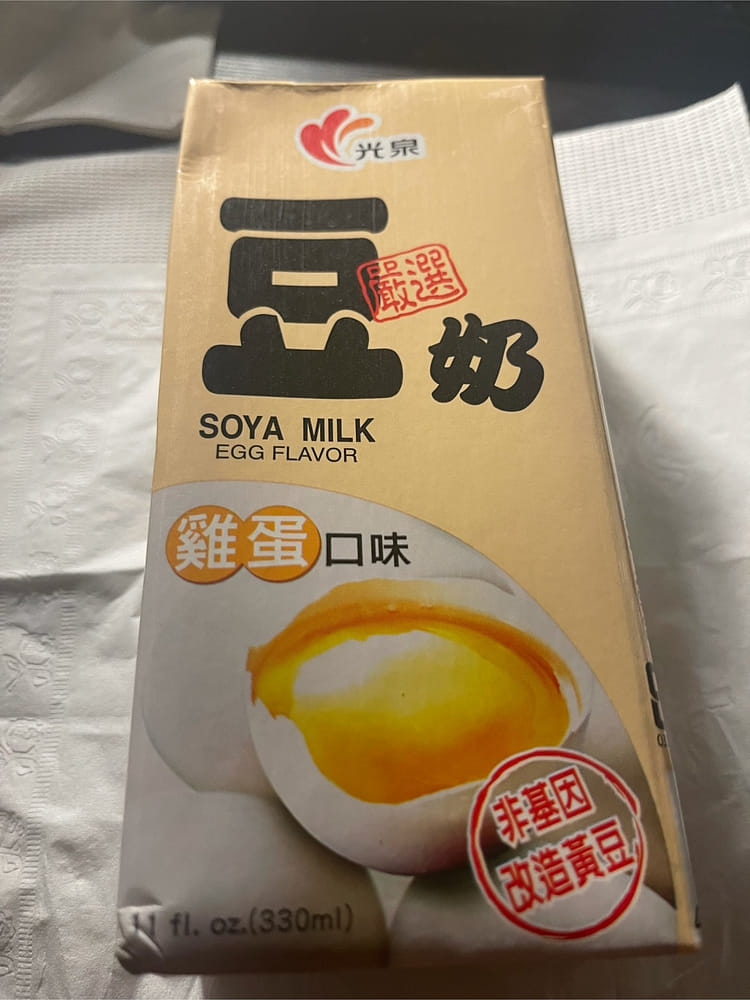 光泉
豆奶
嚴選
SOYA MILK
EGG FLAVOR
雞蛋口味
非基因
改造黃豆
11 fl. oz.(330ml)